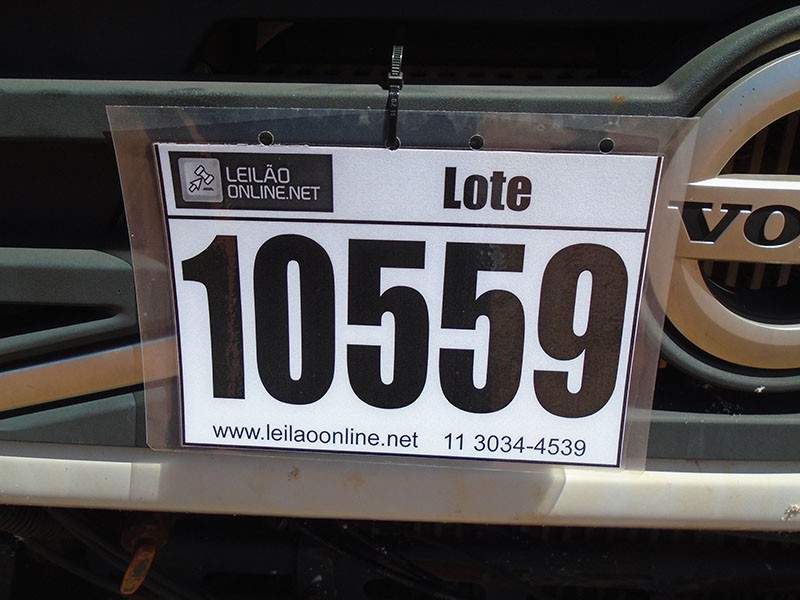 LEILÃO
ONLINE.NET
Lote
10559
www.leilaoonline.net 11 3034-4539
VO